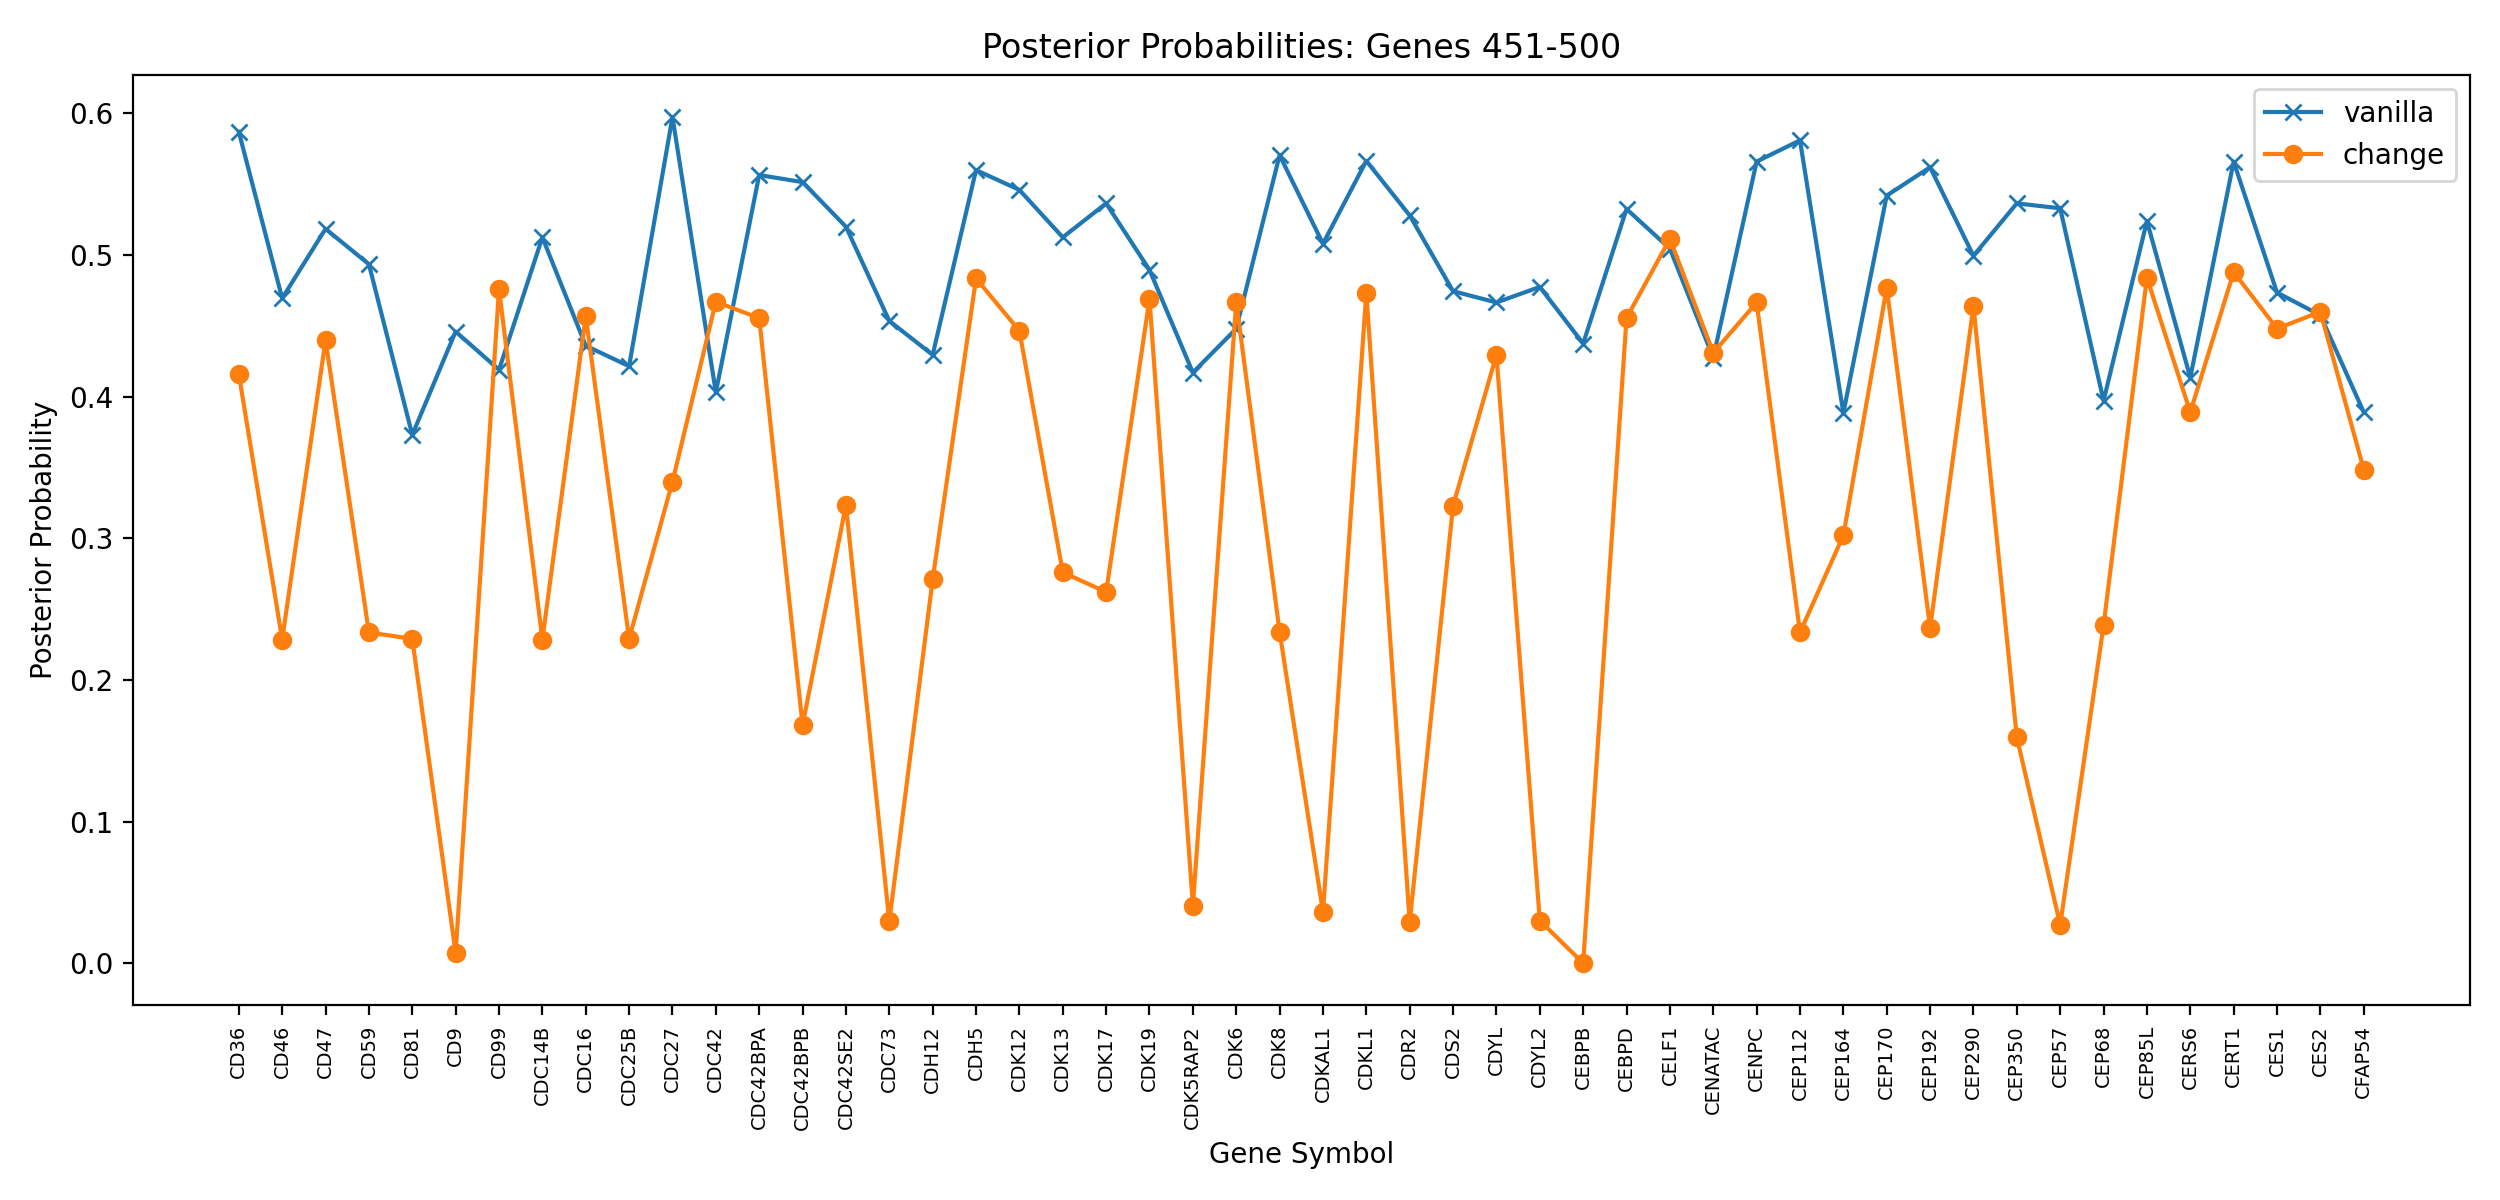 Posterior Probabilities: Genes 451-500
vanilla
change
Posterior Probability
0.6
0.5
0.4
0.3
0.2
0.1
0.0
CD36
CD46
CD47
CD59
CD81
CD9
CD99
CDC14B
CDC16
CDC25B
CDC27
CDC42
CDC42BPA
CDC42BPB
CDC42SE2
CDC73
CDH12
CDH5
CDK12
CDK13
CDK17
CDK19
CDK5RAP2
CDK6
CDK8
CDKAL1
CDKL1
CDR2
CDS2
CDYL
CDYL2
CEBPB
CEBPD
CELF1
CENATAC
CENPC
CEP112
CEP164
CEP170
CEP192
CEP290
CEP350
CEP57
CEP68
CEP85L
CERS6
CERT1
CES1
CES2
CFAP54
Gene Symbol